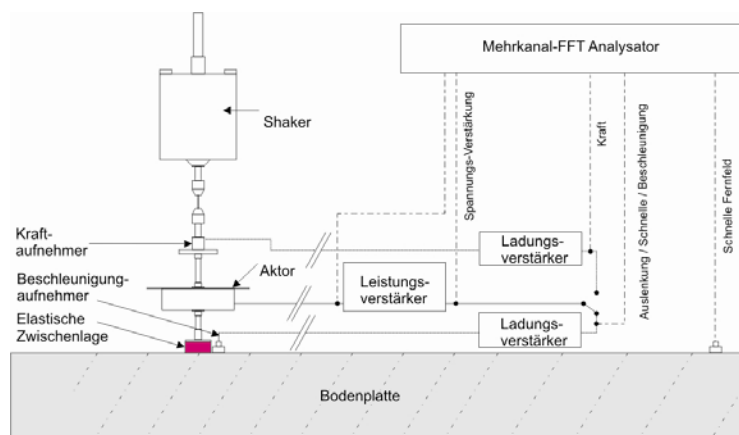 Mehrkanal-FFT Analysator
Shaker
Spannungs-Verstärkung
Kraft
Auslenkung / Schnelle / Beschleunigung
Schnelle Fernfeld
Kraft-
aufnehmer
Ladungs-
verstärker
Aktor
Beschleunigung-
aufnehmer
Leistungs-
verstärker
Elastische
Zwischenlage
Ladungs-
verstärker
Bodenplatte